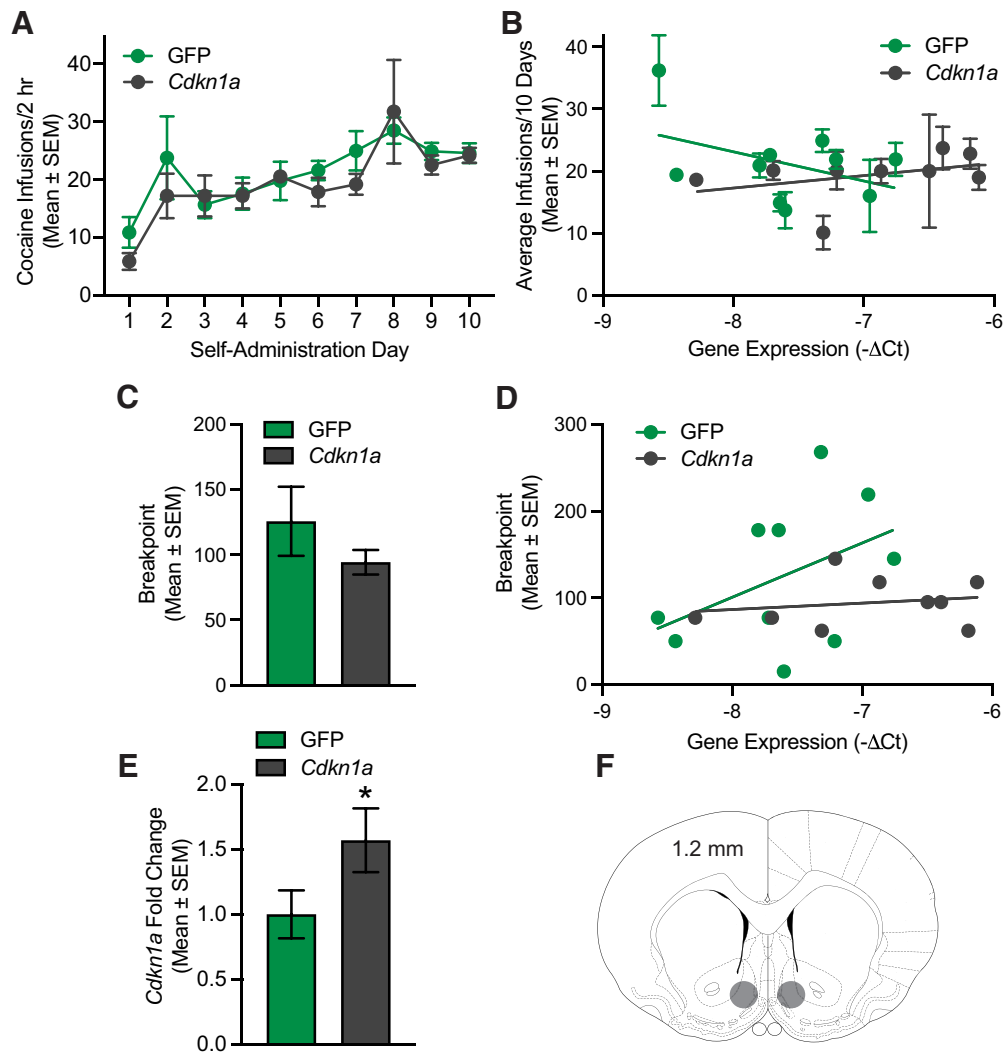 A
GFP
Cdkn1a
Cocaine Infusions/2 hr
(Mean ± SEM)
40
30
20
10
0
1 2 3 4 5 6 7 8 9 10
Self-Administration Day
B
GFP
Cdkn1a
Average Infusions/10 Days
(Mean ± SEM)
40
30
20
10
0
-9 -8 -7 -6
Gene Expression (-ΔCt)
C
GFP
Cdkn1a
Breakpoint
(Mean ± SEM)
200
150
100
50
0
D
GFP
Cdkn1a
Breakpoint
(Mean ± SEM)
300
200
100
0
-9 -8 -7 -6
Gene Expression (-ΔCt)
E
GFP
Cdkn1a
Cdkn1a Fold Change
(Mean ± SEM)
2.0
1.5
1.0
0.5
0.0
*
F
1.2 mm